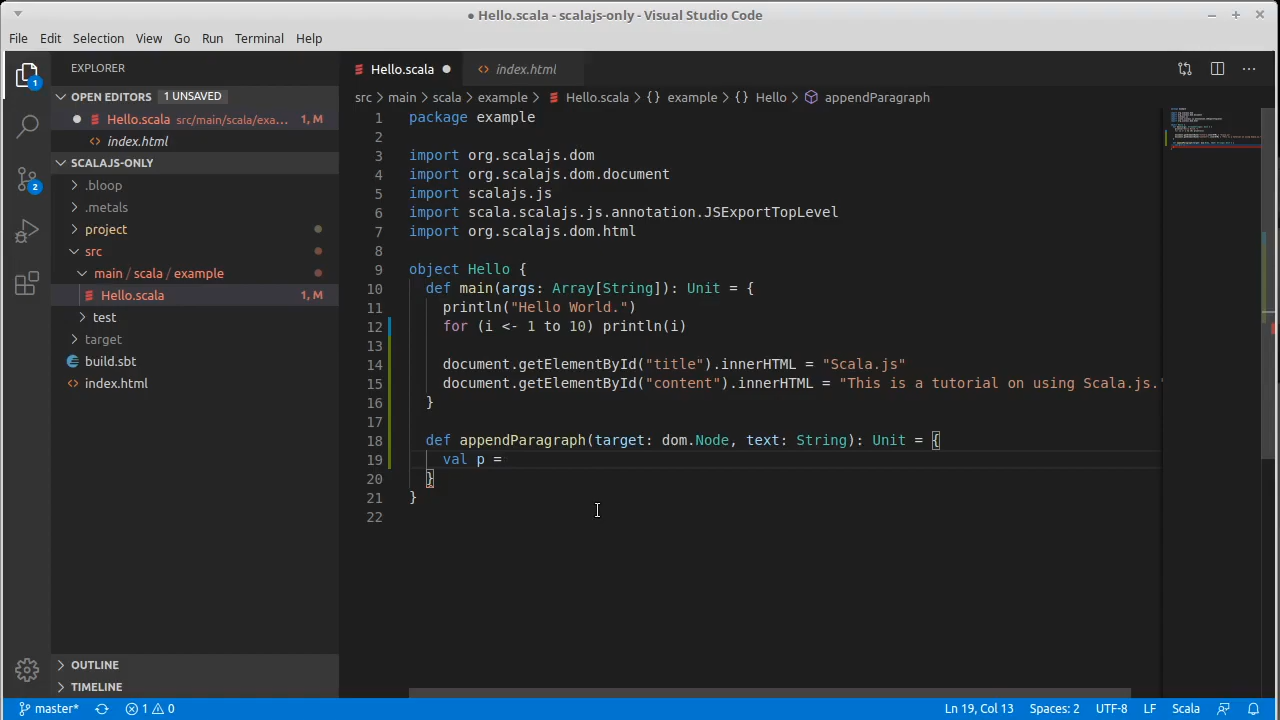 ● Hello.scala - scalajs-only - Visual Studio Code
File Edit Selection View Go Run Terminal Help
EXPLORER
OPEN EDITORS 1 UNSAVED
Hello.scala src/main/scala/exa... 1, M
index.html
SCALAJS-ONLY
.bloop
.metals
project
src
main / scala / example
Hello.scala 1, M
test
target
build.sbt
index.html
OUTLINE
TIMELINE
1
2
Hello.scala
index.html
src > main > scala > example > Hello.scala > {} example > {} Hello > appendParagraph
1 package example
2
3 import org.scalajs.dom
4 import org.scalajs.dom.document
5 import scalajs.js
6 import scala.scalajs.js.annotation.JSExportTopLevel
7 import org.scalajs.dom.html
8
9 object Hello {
10 def main(args: Array[String]): Unit = {
11 println("Hello World.")
12 for (i <- 1 to 10) println(i)
13
14 document.getElementById("title").innerHTML = "Scala.js"
15 document.getElementById("content").innerHTML = "This is a tutorial on using Scala.js."
16 }
17
18 def appendParagraph(target: dom.Node, text: String): Unit = {
19 val p =
20 }
21 }
22
master* 1 0 Ln 19, Col 13 Spaces: 2 UTF-8 LF Scala